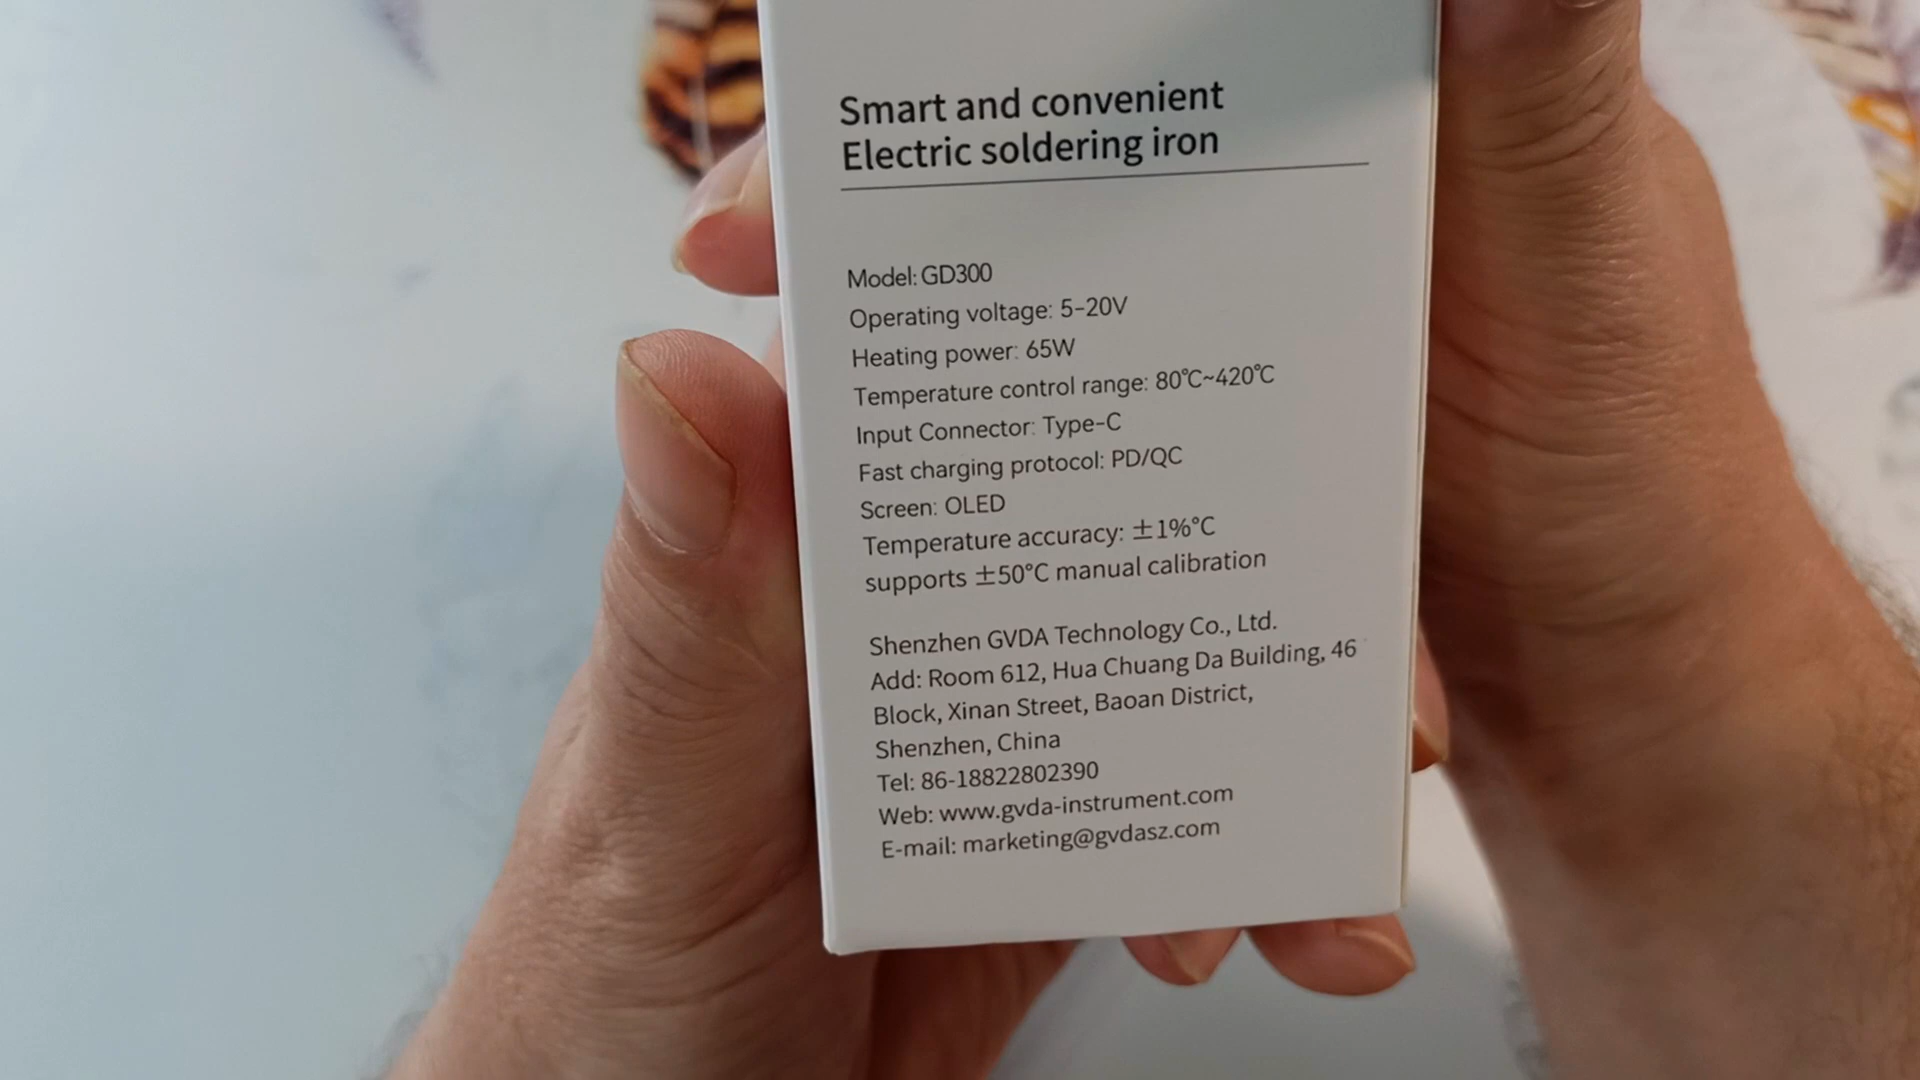 Smart and convenient
Electric soldering iron
Model: GD300
Operating voltage: 5-20V
Heating power: 65W
Temperature control range: 80℃~420℃
Input Connector: Type-C
Fast charging protocol: PD/QC
Screen: OLED
Temperature accuracy: ±1%°C
supports ±50°C manual calibration
Shenzhen GVDA Technology Co., Ltd.
Add: Room 612, Hua Chuang Da Building, 46
Block, Xinan Street, Baoan District,
Shenzhen, China
Tel: 86-18822802390
Web: www.gvda-instrument.com
E-mail: marketing@gvdasz.com